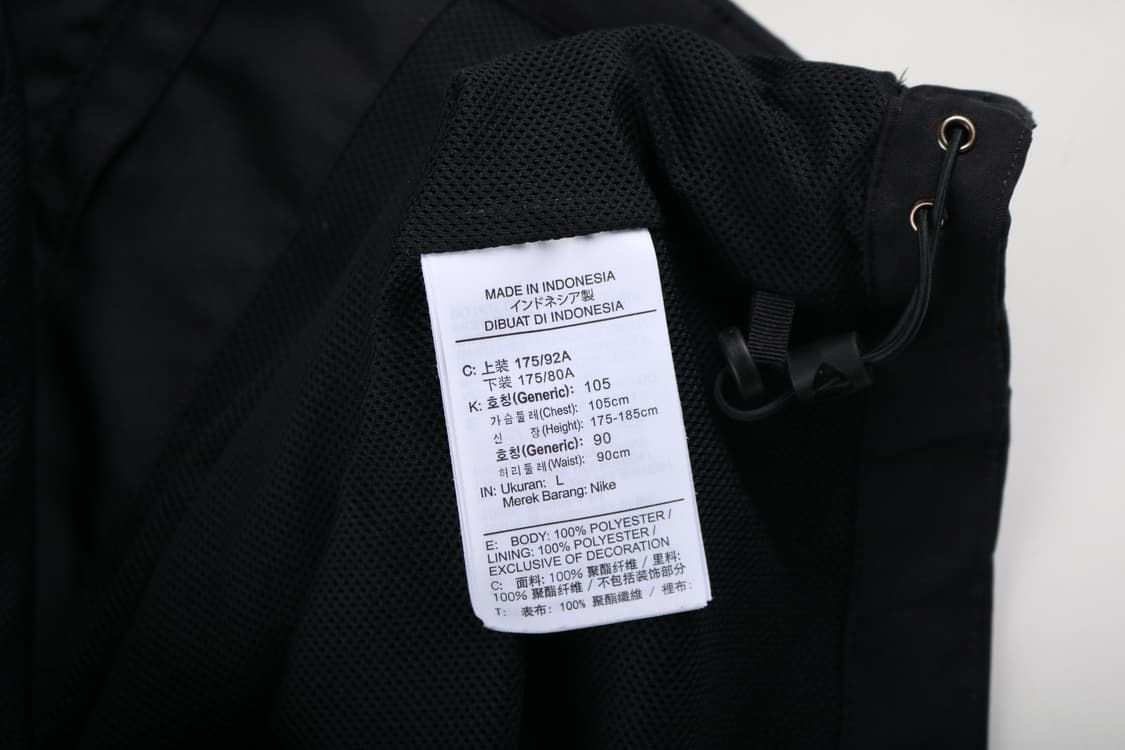 MADE IN INDONESIA
インドネシア製
DIBUAT DI INDONESIA
C: 上装 175/92A
下装 175/80A
K: 호칭(Generic): 105
가슴둘레(Chest): 105cm
신 장(Height): 175-185cm
호칭(Generic): 90
허리둘레(Waist): 90cm
IN: Ukuran: L
Merek Barang: Nike
E: BODY: 100% POLYESTER /
LINING: 100% POLYESTER /
EXCLUSIVE OF DECORATION
C: 面料: 100% 聚酯纤维 / 里料:
100% 聚酯纤维 / 不包括装饰部分
T: 表布: 100% 聚酯纖維 / 裡布: